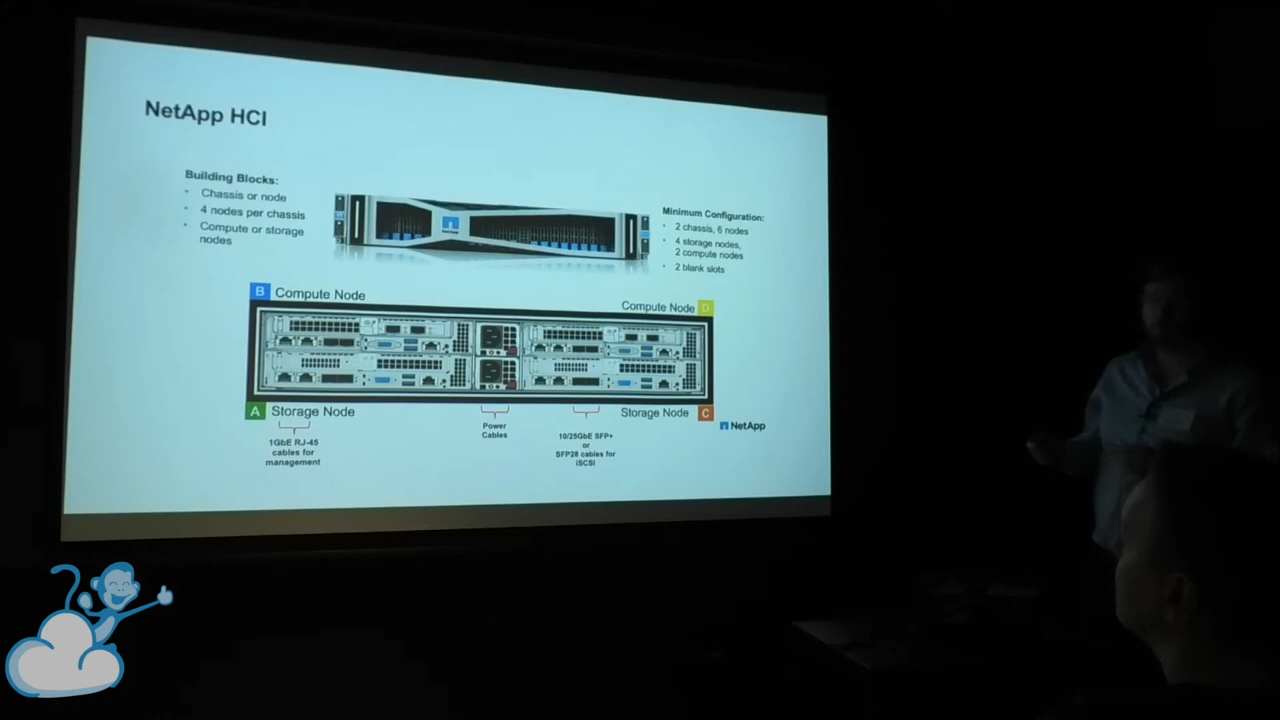 NetApp HCI
Building Blocks:
• Chassis or node
• 4 nodes per chassis
• Compute or storage
nodes
Minimum Configuration:
• 2 chassis, 6 nodes
• 4 storage nodes,
2 compute nodes
• 2 blank slots
NetApp
B Compute Node
Compute Node D
A Storage Node
Storage Node C
1GbE RJ-45
cables for
management
Power
Cables
10/25GbE SFP+
or
SFP28 cables for
iSCSI
NetApp